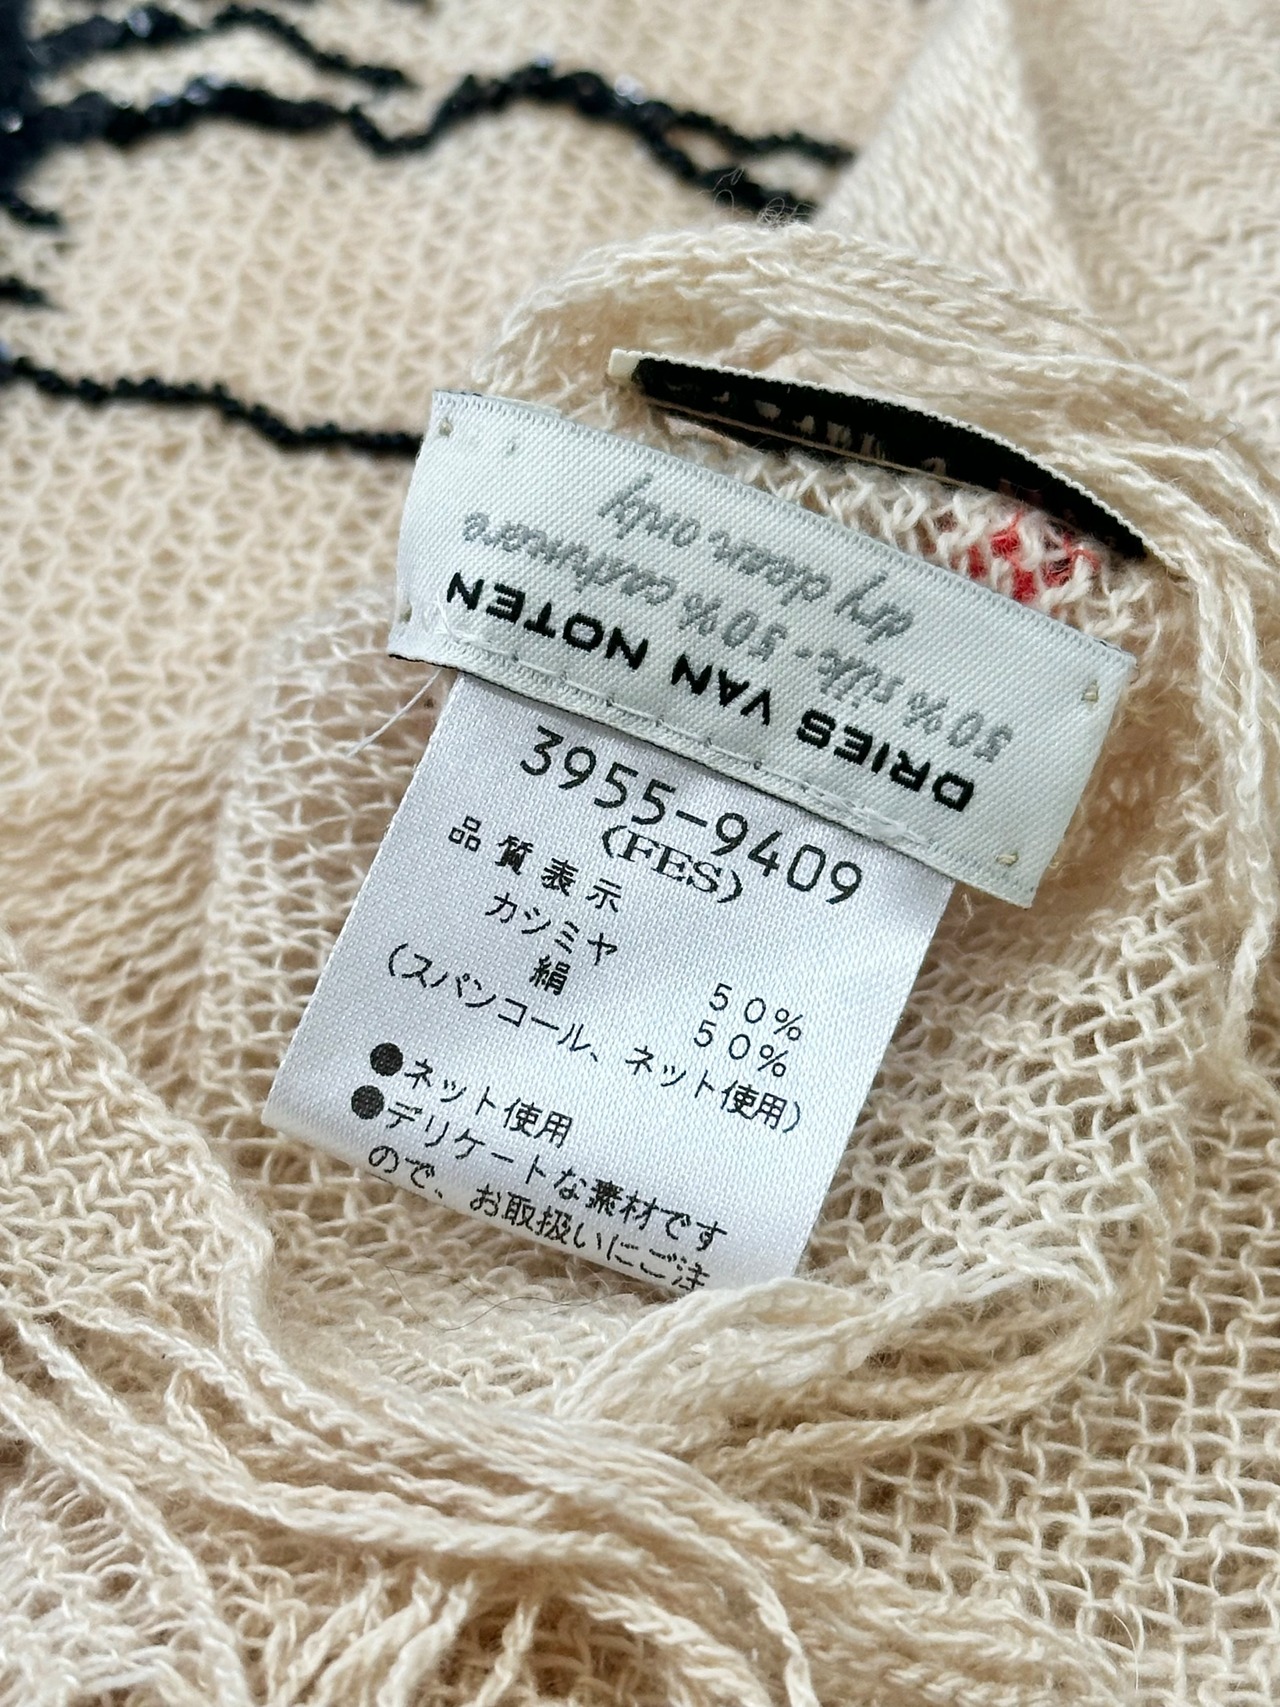 DRIES VAN NOTEN
50% silk - 50% cashmere
dry clean only
3955-9409
(FES)
品質表示
カシミヤ 50%
絹 50%
(スパンコール、ネット使用)
●ネット使用
●デリケートな素材です
ので、お取扱いにご注